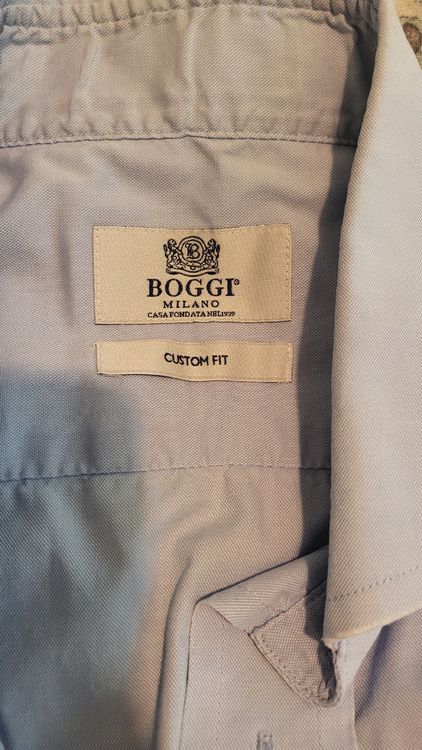 B
BOGGI®
MILANO
CASA FONDATA NEL 1939
CUSTOM FIT